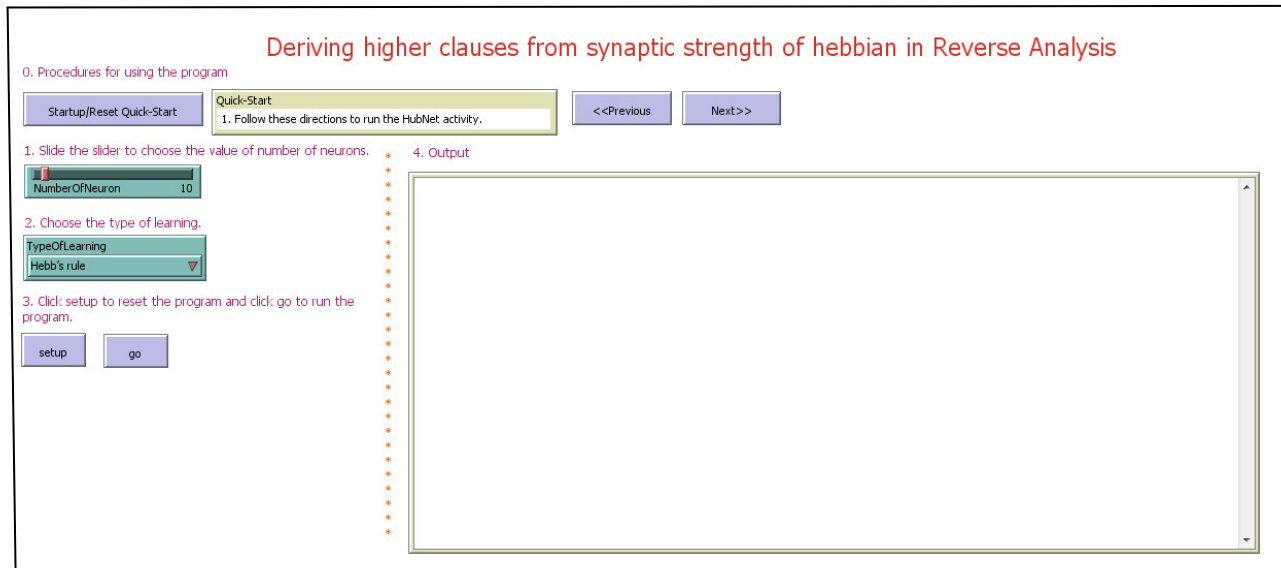 Deriving higher clauses from synaptic strength of hebbian in Reverse Analysis
0. Procedures for using the program
Startup/Reset Quick-Start
Quick-Start
1. Follow these directions to run the HubNet activity.
<<Previous
Next>>
1. Slide the slider to choose the value of number of neurons.
NumberOfNeuron 10
2. Choose the type of learning.
TypeOfLearning
Hebb's rule
3. Click setup to reset the program and click go to run the
program.
setup
go
4. Output